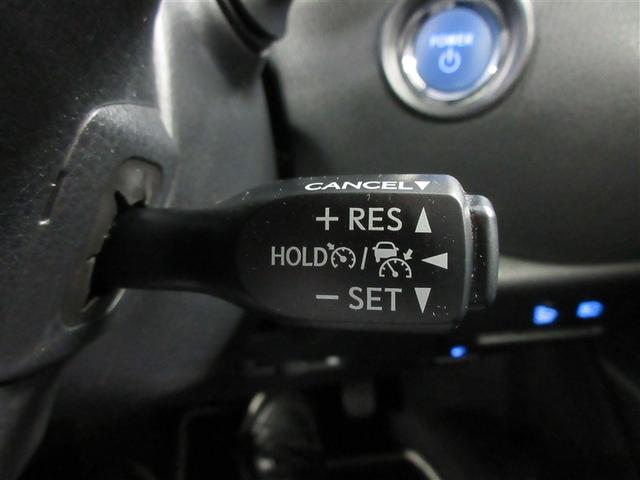 POWER
CANCEL▼
+ RES ▲
HOLD / ◀
− SET ▼